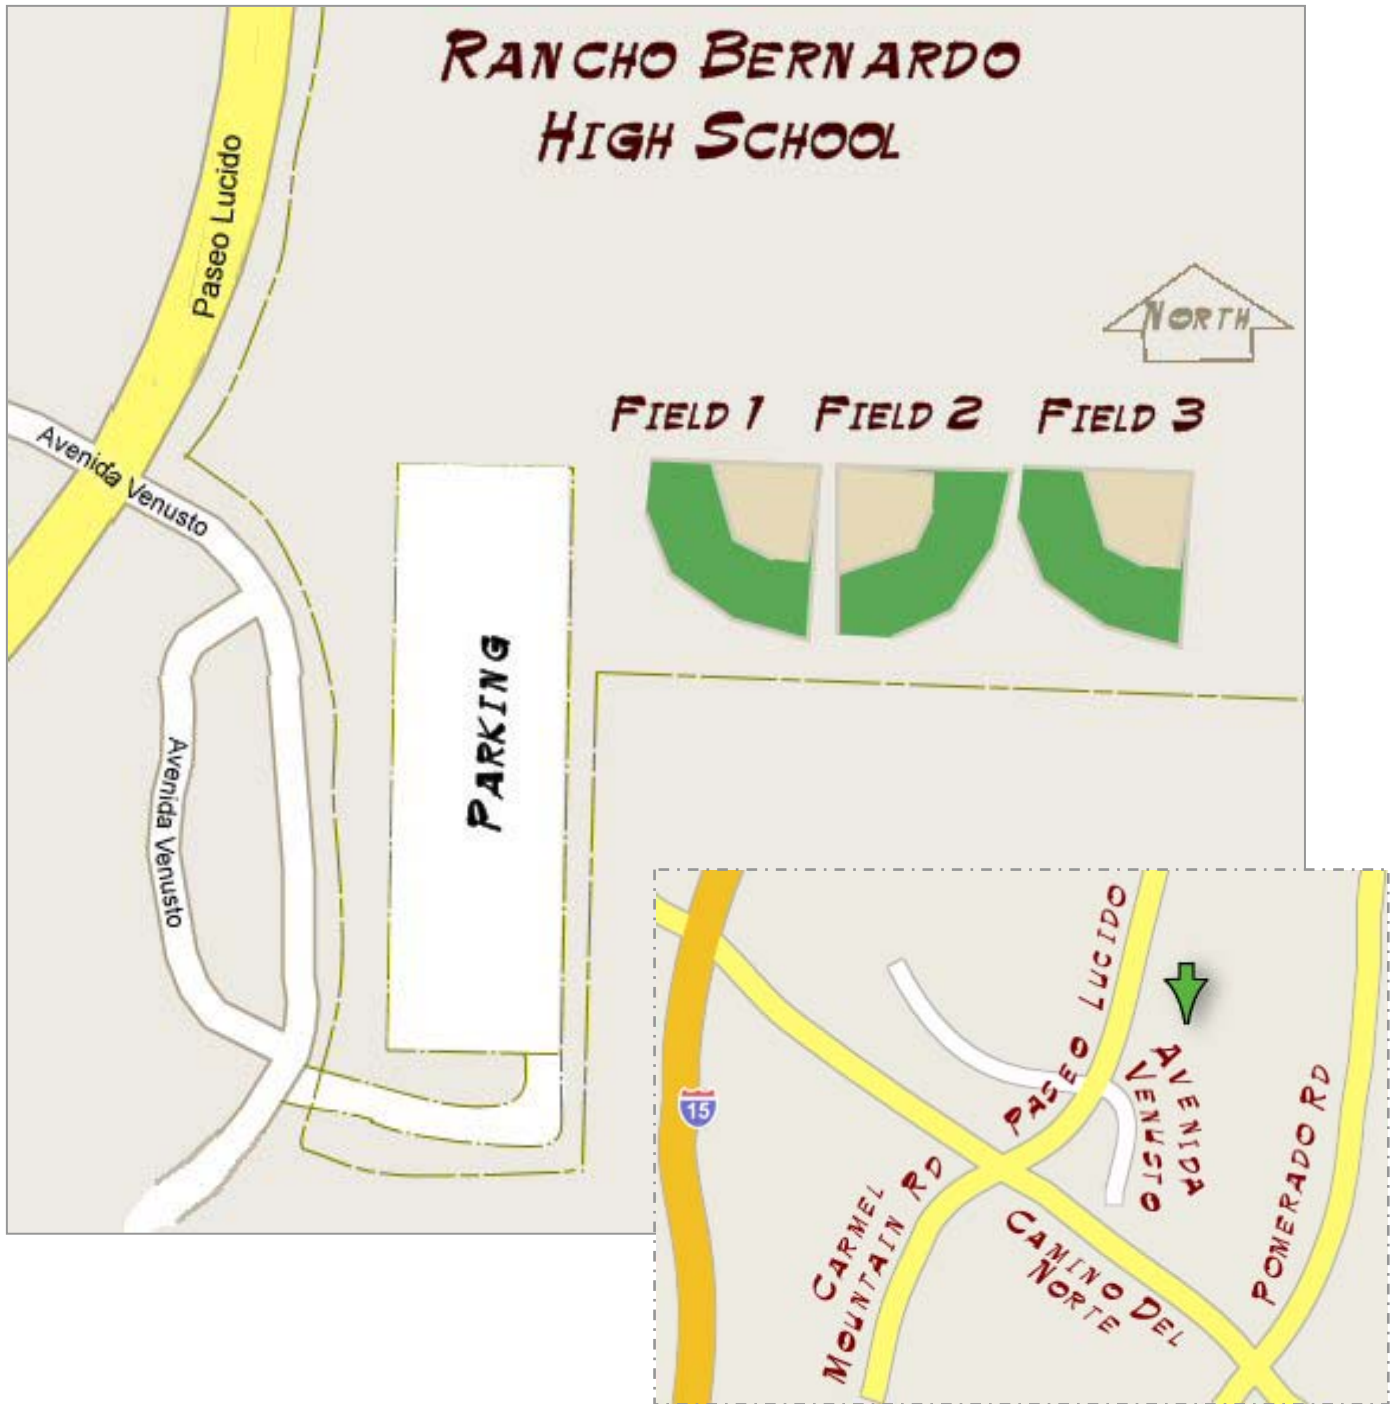 RANCHO BERNARDO
HIGH SCHOOL
Paseo Lucido
NORTH
FIELD 1
FIELD 2
FIELD 3
Avenida Venusto
PARKING
Avenida Venusto
PASEO LUCIDO
AVENIDA
VENUSTO
15
POMERADO RD
CARMEL
MOUNTAIN RD
CAMINO DEL
NORTE